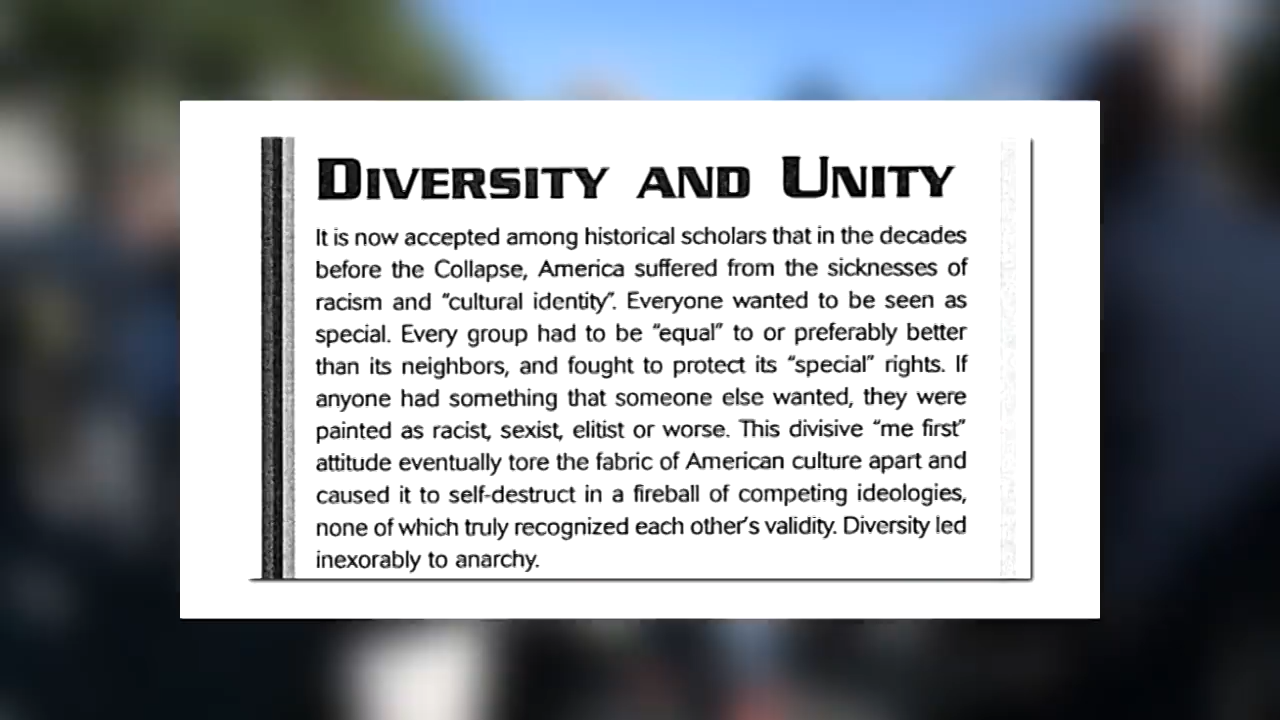 DIVERSITY AND UNITY
It is now accepted among historical scholars that in the decades
before the Collapse, America suffered from the sicknesses of
racism and “cultural identity”. Everyone wanted to be seen as
special. Every group had to be “equal” to or preferably better
than its neighbors, and fought to protect its “special” rights. If
anyone had something that someone else wanted, they were
painted as racist, sexist, elitist or worse. This divisive “me first”
attitude eventually tore the fabric of American culture apart and
caused it to self-destruct in a fireball of competing ideologies,
none of which truly recognized each other’s validity. Diversity led
inexorably to anarchy.